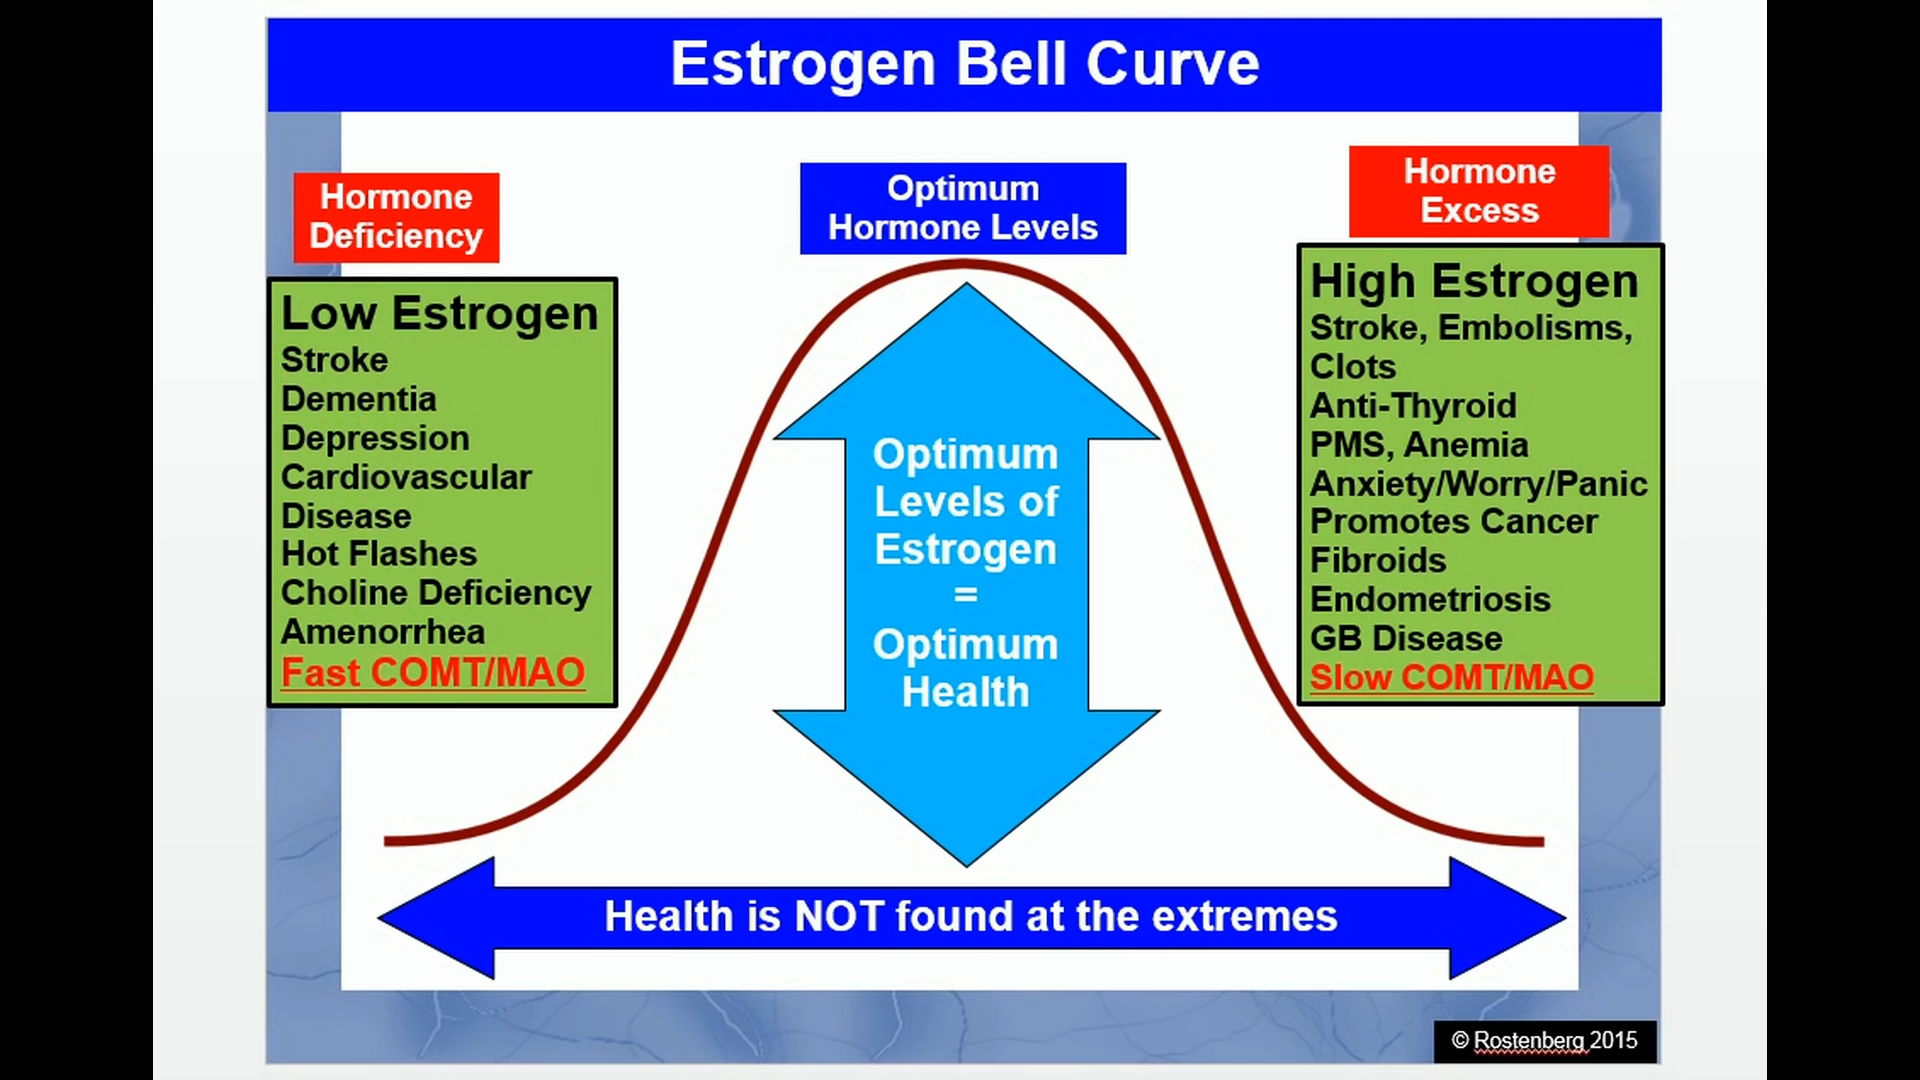 Estrogen Bell Curve
Hormone
Deficiency
Optimum
Hormone Levels
Hormone
Excess
Low Estrogen
Stroke
Dementia
Depression
Cardiovascular
Disease
Hot Flashes
Choline Deficiency
Amenorrhea
Fast COMT/MAO
Optimum
Levels of
Estrogen
=
Optimum
Health
High Estrogen
Stroke, Embolisms,
Clots
Anti-Thyroid
PMS, Anemia
Anxiety/Worry/Panic
Promotes Cancer
Fibroids
Endometriosis
GB Disease
Slow COMT/MAO
Health is NOT found at the extremes
© Rostenberg 2015